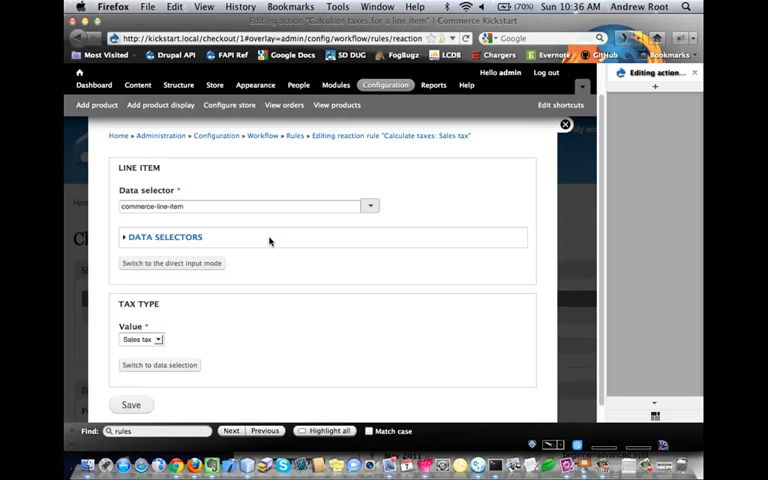 Firefox File Edit View History Bookmarks Tools Window Help (70%) Sun 10:36 AM Andrew Root
Editing action "Calculate taxes for a line item" | Commerce Kickstart
http://kickstart.local/checkout/1#overlay=admin/config/workflow/rules/reaction Google Bookmarks
Most Visited Drupal API FAPI Ref Google Docs SD DUG FogBugz LCDB Chargers Evernote GitHub Bookmarks
Hello admin Log out
Editing action...
Dashboard Content Structure Store Appearance People Modules Configuration Reports Help
Add product Add product display Configure store View orders View products Edit shortcuts
Home » Administration » Configuration » Workflow » Rules » Editing reaction rule "Calculate taxes: Sales tax"
LINE ITEM
Data selector *
commerce-line-item
DATA SELECTORS
Switch to the direct input mode
TAX TYPE
Value *
Sales tax
Switch to data selection
Save
Find: rules Next Previous Highlight all Match case